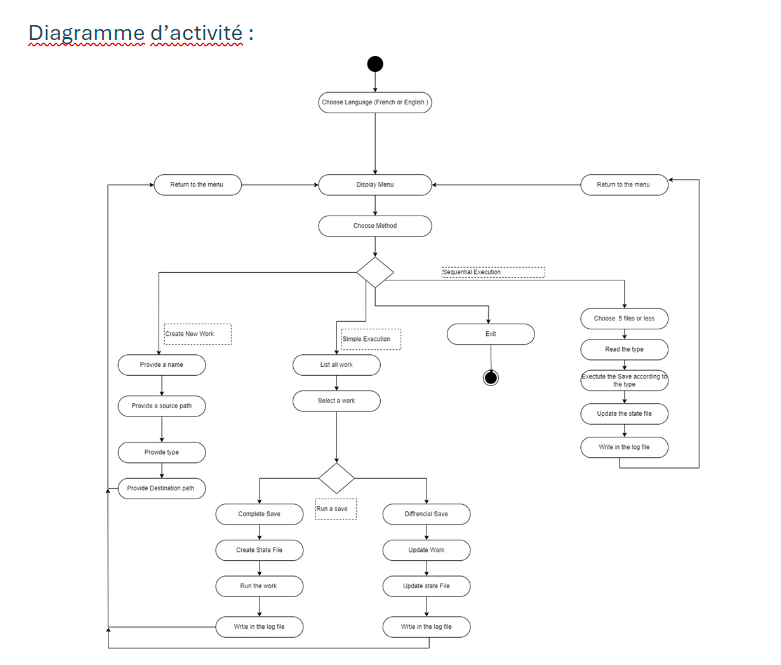 Diagramme d’activité :
Choose Language (French or English )
Return to the menu
Display Menu
Return to the menu
Choose Method
Sequential Execution
Create New Work
Simple Execution
Exit
Choose 5 files or less
Provide a name
List all work
Read the type
Provide a source path
Select a work
Exectute the Save according to
the type
Update the state file
Provide type
Write in the log file
Provide Destination path
Run a save
Complete Save
Diffrencial Save
Create State File
Update Work
Run the work
Update state File
Write in the log file
Write in the log file